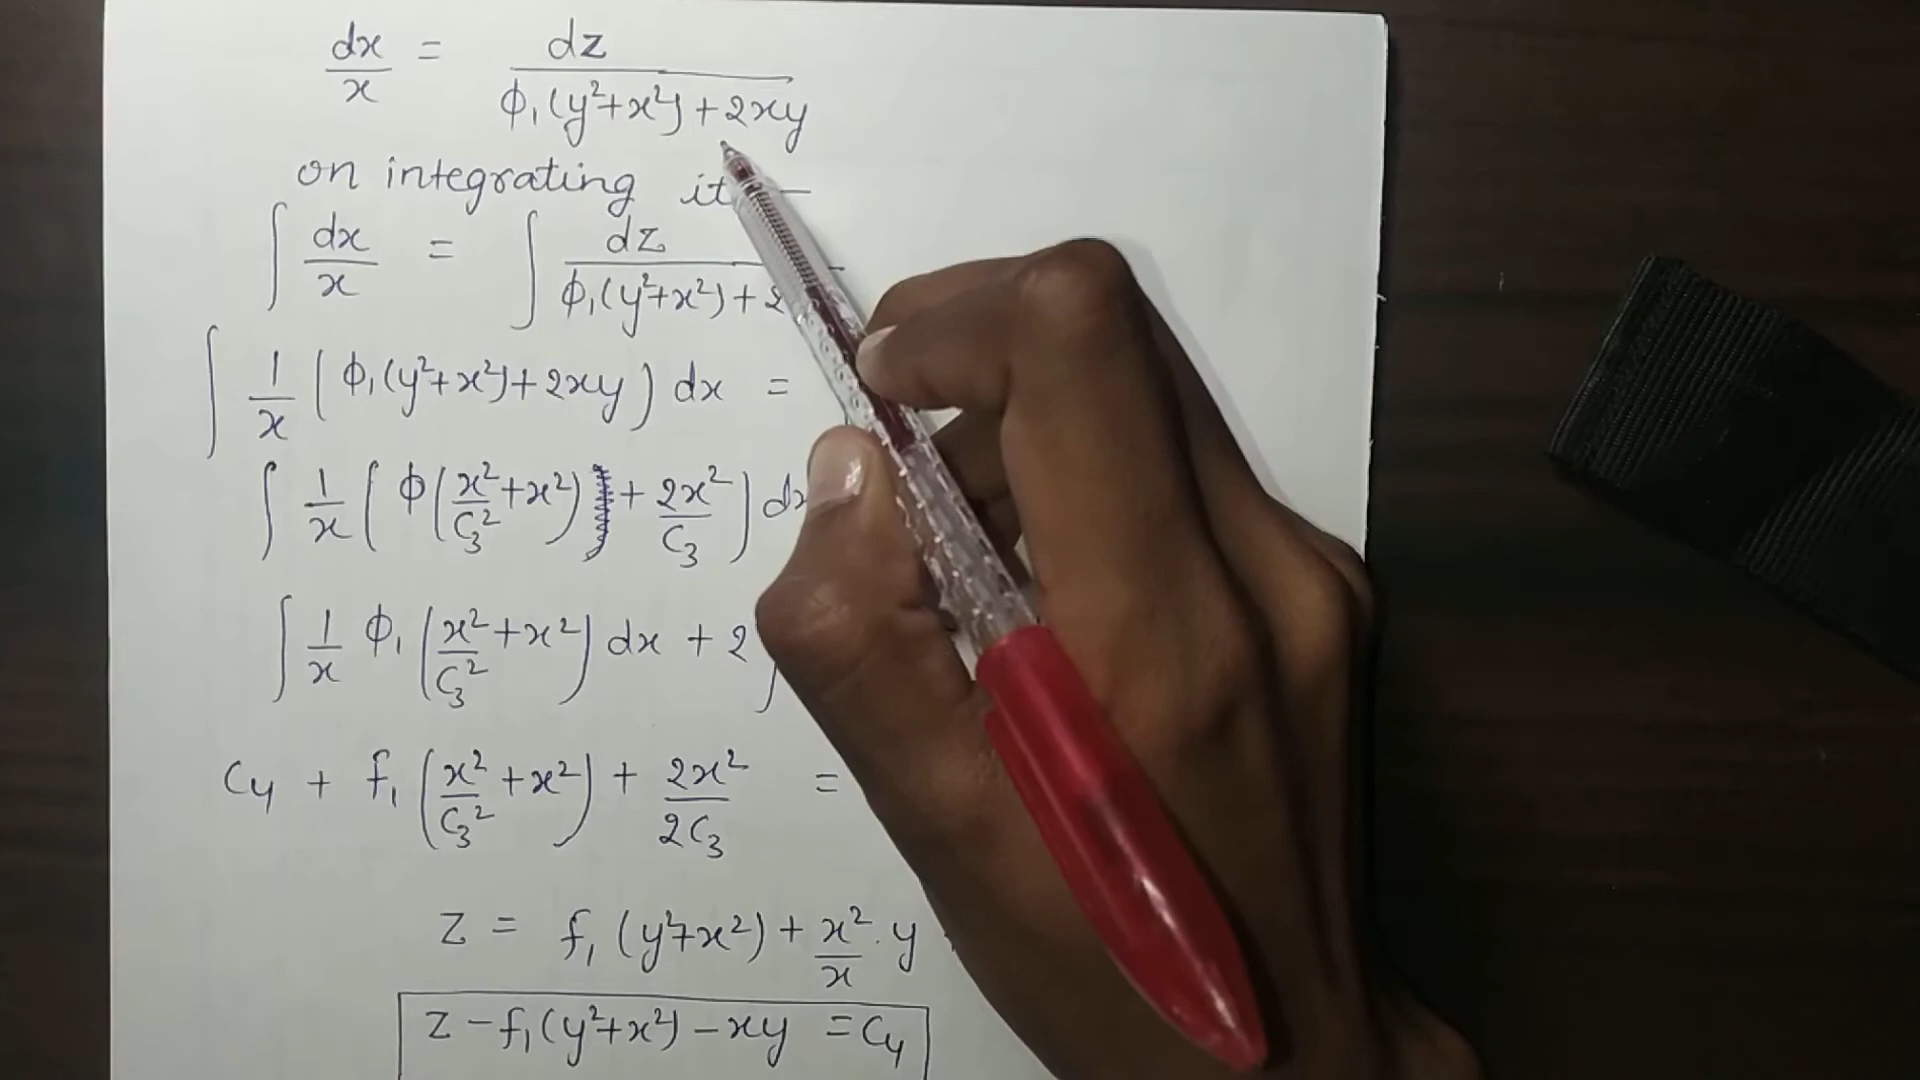 dx/x = dz/(ϕ₁(y²+x²)+2xy)
on integrating it –
∫ dx/x = ∫ dz/(ϕ₁(y²+x²)+2
∫ 1/x (ϕ₁(y²+x²)+2xy) dx =
∫ 1/x (ϕ(x²/C₃²+x²) + 2x²/C₃) dx
∫ 1/x ϕ₁(x²/C₃²+x²) dx + 2 ∫
C₄ + f₁(x²/C₃²+x²) + 2x²/2C₃ =
z = f₁(y²+x²) + x²/x · y
z – f₁(y²+x²) – xy = C₄